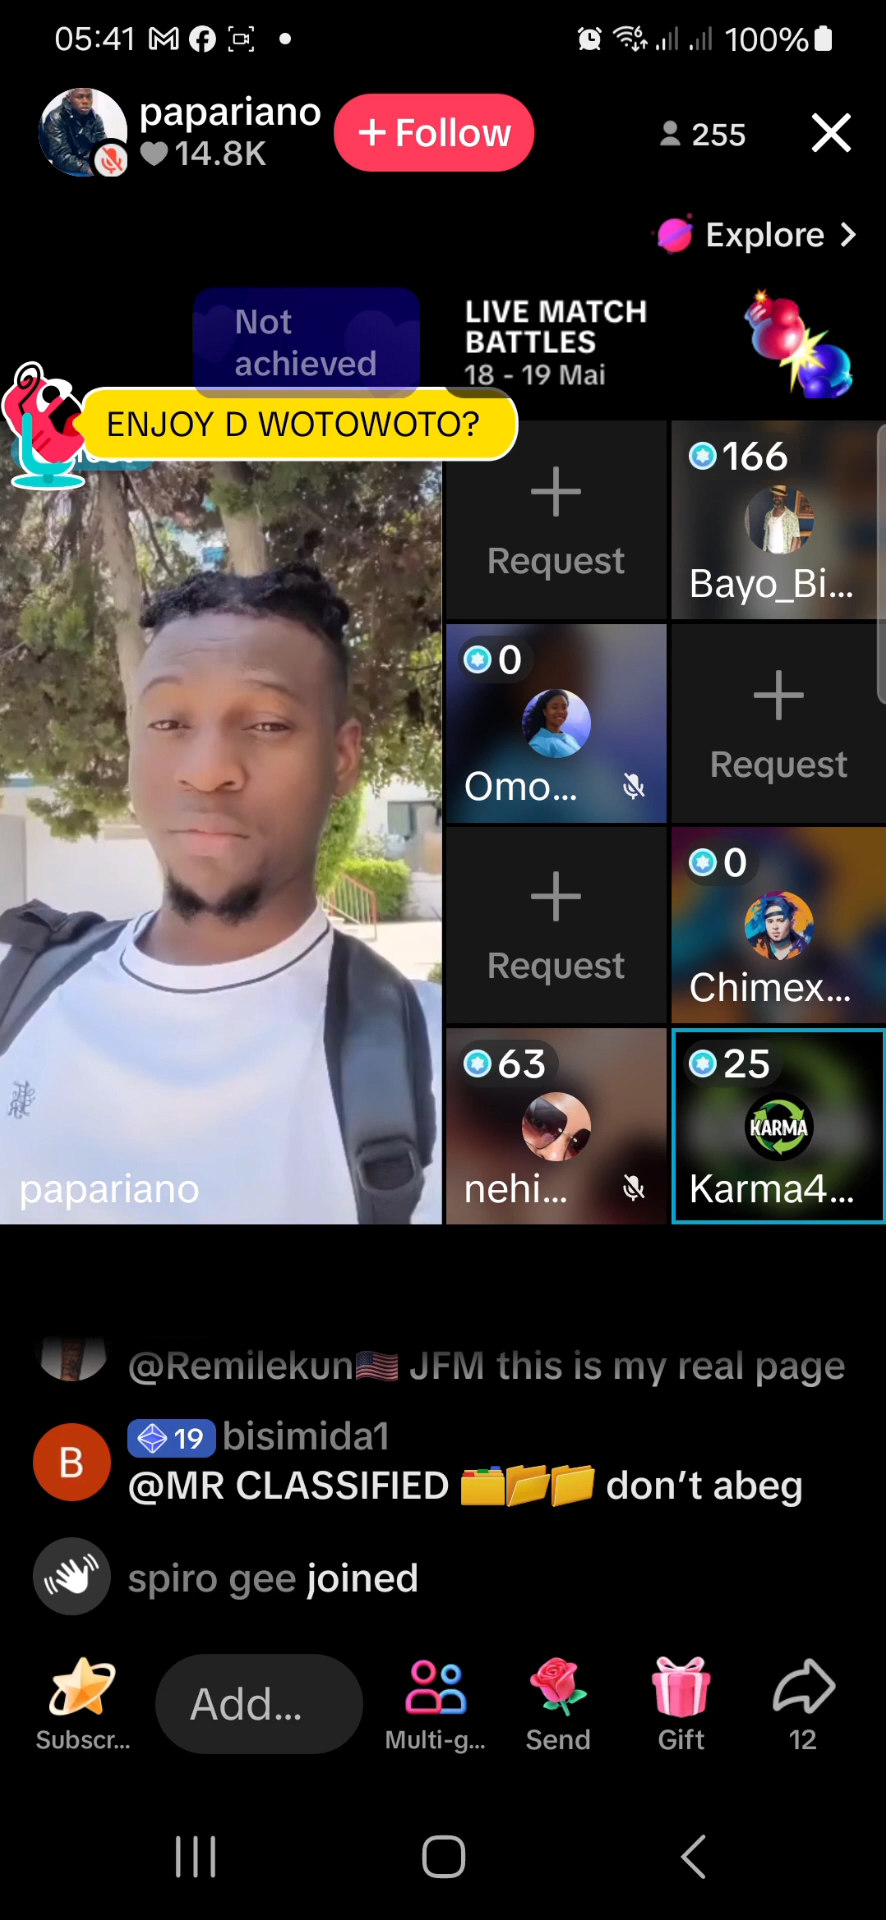 05:41
100%
papariano
14.8K
+ Follow
255
Explore >
Not
achieved
LIVE MATCH
BATTLES
18 - 19 Mai
ENJOY D WOTOWOTO?
Request
166
Bayo_Bi...
0
Omo...
Request
Request
0
Chimex...
63
nehi...
25
KARMA
Karma4...
papariano
@Remilekun🇺🇸 JFM this is my real page
B
19 bisimida1
@MR CLASSIFIED 🗂️📂📂 don't abeg
spiro gee joined
Subscr...
Add...
Multi-g...
Send
Gift
12